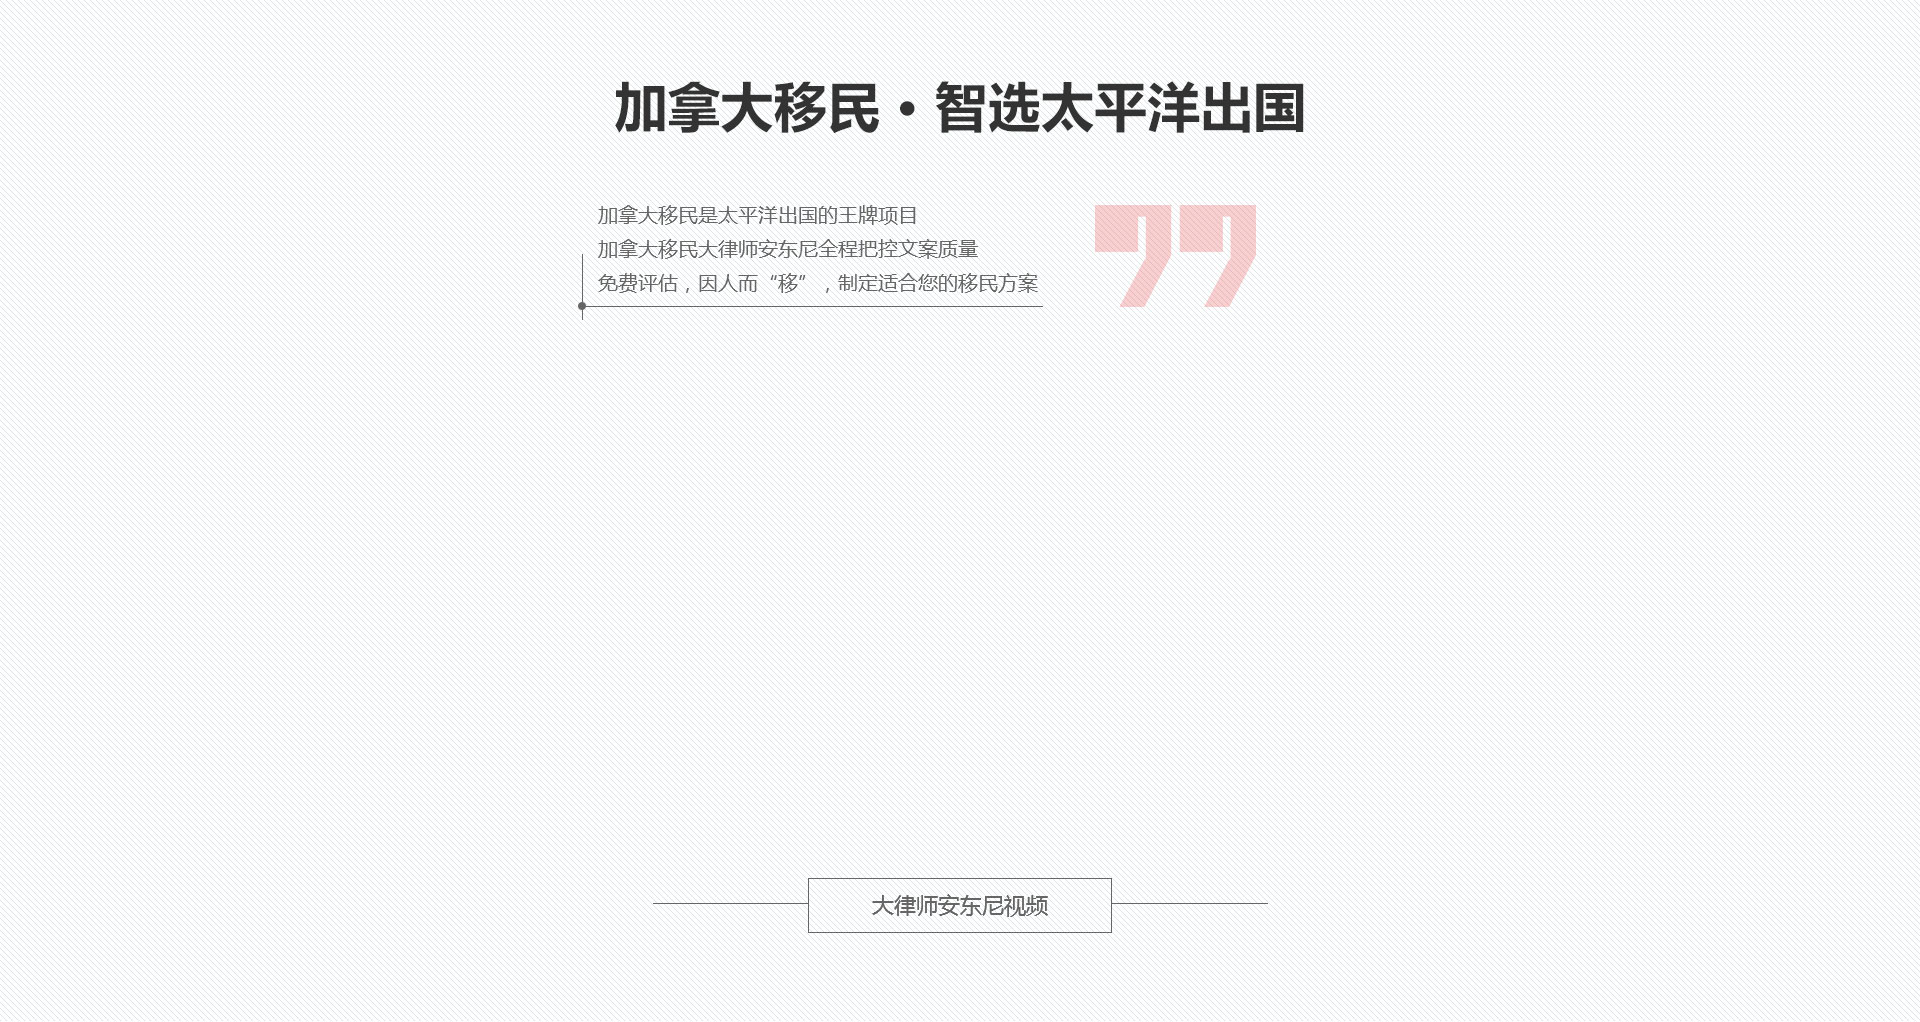 加拿大移民·智选太平洋出国
加拿大移民是太平洋出国的王牌项目
加拿大移民大律师安东尼全程把控文案质量
免费评估，因人而“移”，制定适合您的移民方案
大律师安东尼视频